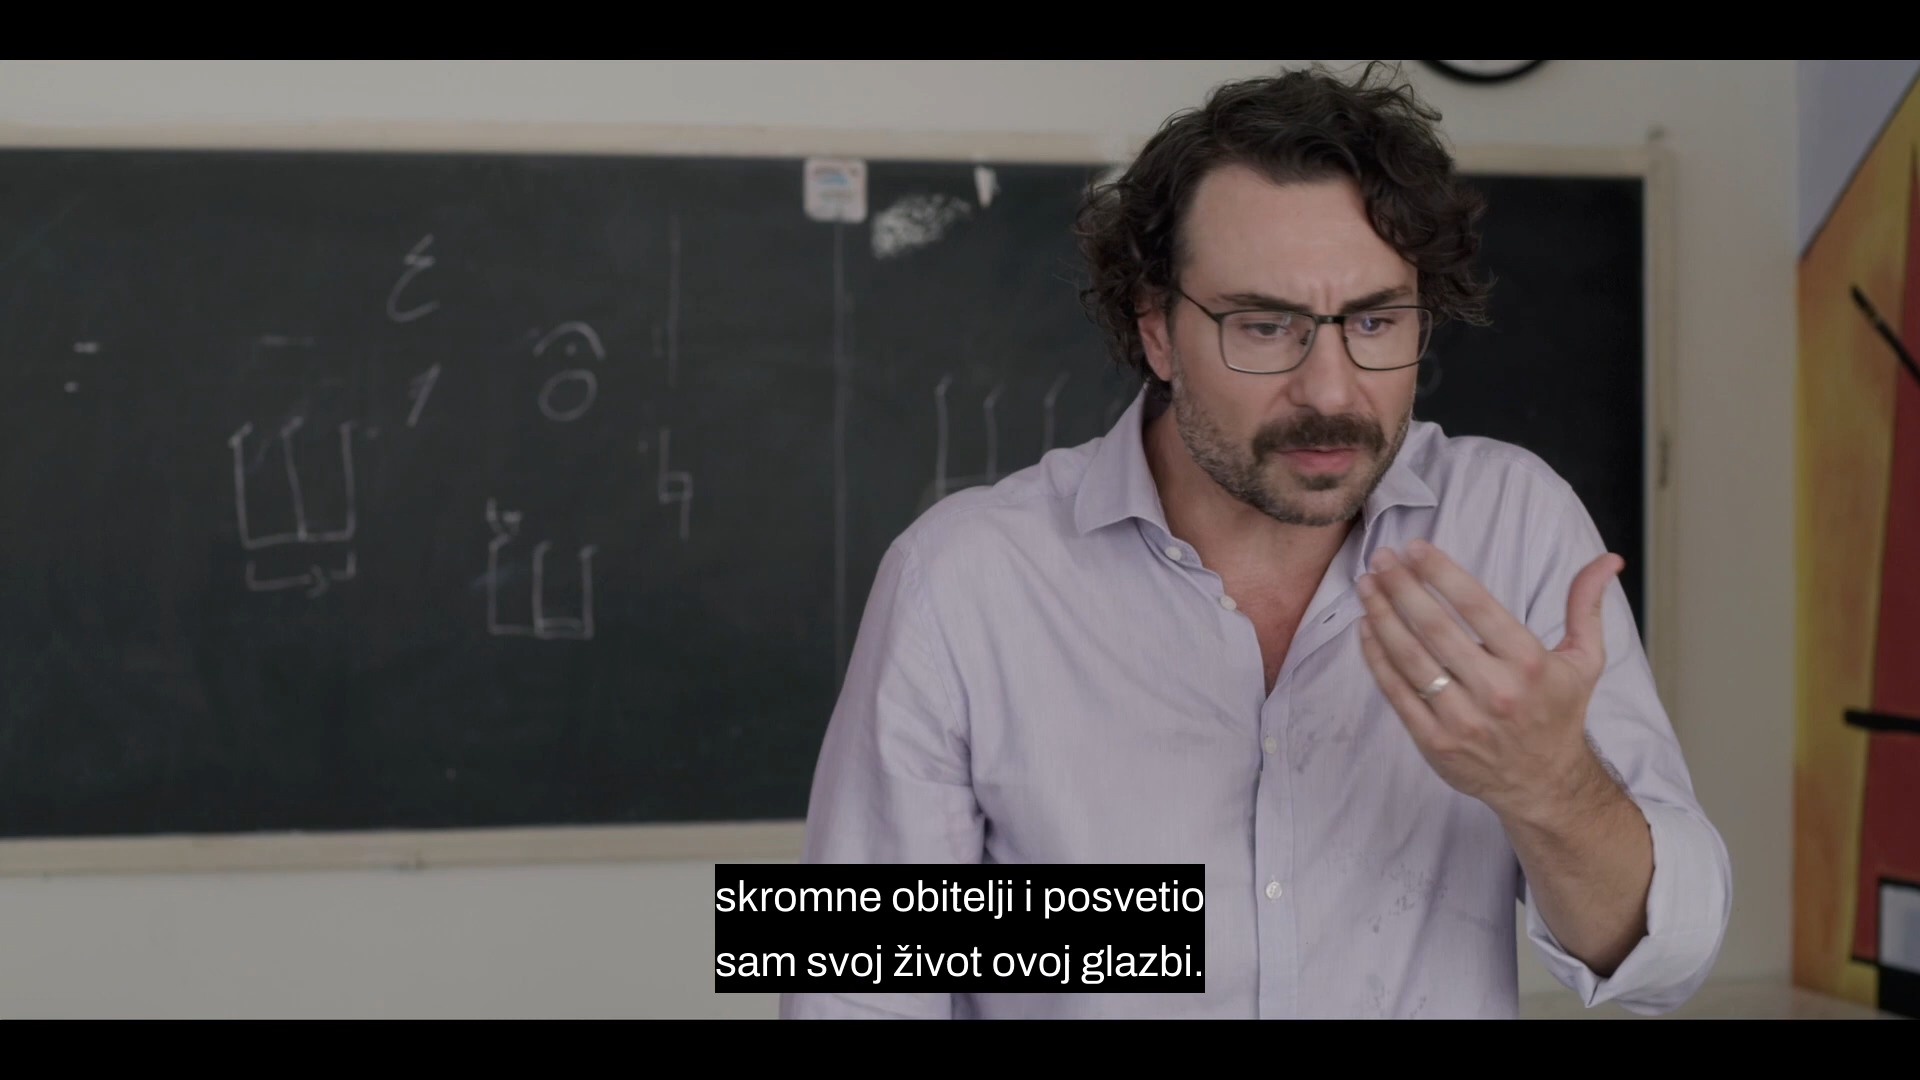 skromne obitelji i posvetio
sam svoj život ovoj glazbi.